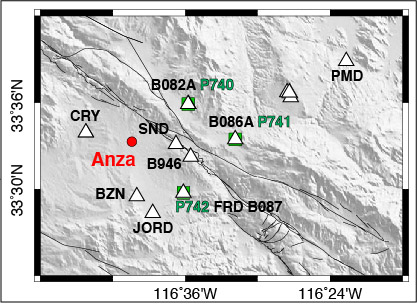 B082A P740
PMD
33°36'N
CRY
SND
B086A P741
Anza
B946
33°30'N
BZN
P742 FRD B087
JORD
116°36'W
116°24'W